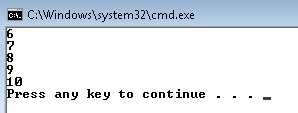 C:\Windows\system32\cmd.exe
6
7
8
9
10
Press any key to continue . . . _